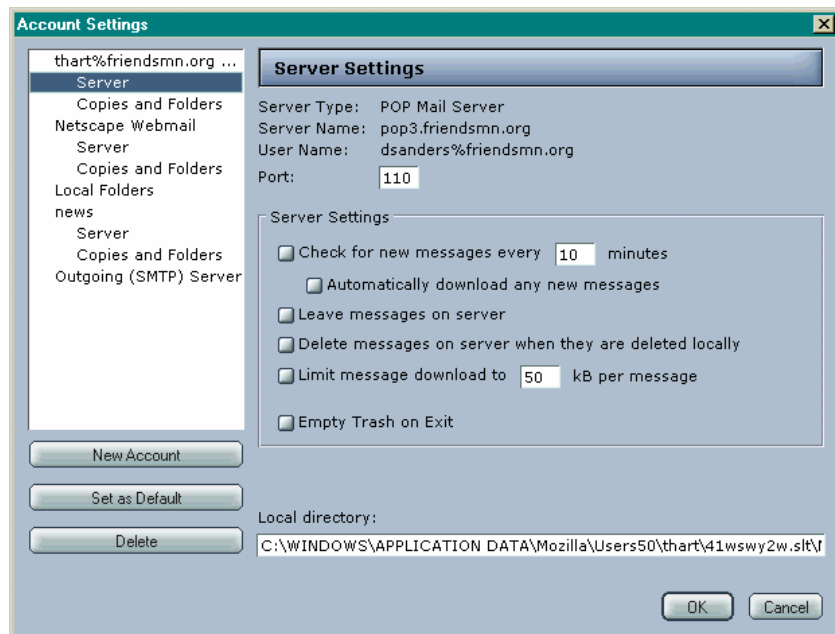 Account Settings
thart%friendsmn.org ...
Server
Copies and Folders
Netscape Webmail
Server
Copies and Folders
Local Folders
news
Server
Copies and Folders
Outgoing (SMTP) Server
New Account
Set as Default
Delete
Server Settings
Server Type: POP Mail Server
Server Name: pop3.friendsmn.org
User Name: dsanders%friendsmn.org
Port: 110
Server Settings
Check for new messages every 10 minutes
Automatically download any new messages
Leave messages on server
Delete messages on server when they are deleted locally
Limit message download to 50 kB per message
Empty Trash on Exit
Local directory:
C:\WINDOWS\APPLICATION DATA\Mozilla\Users50\thart\41wswy2w.slt\
OK Cancel